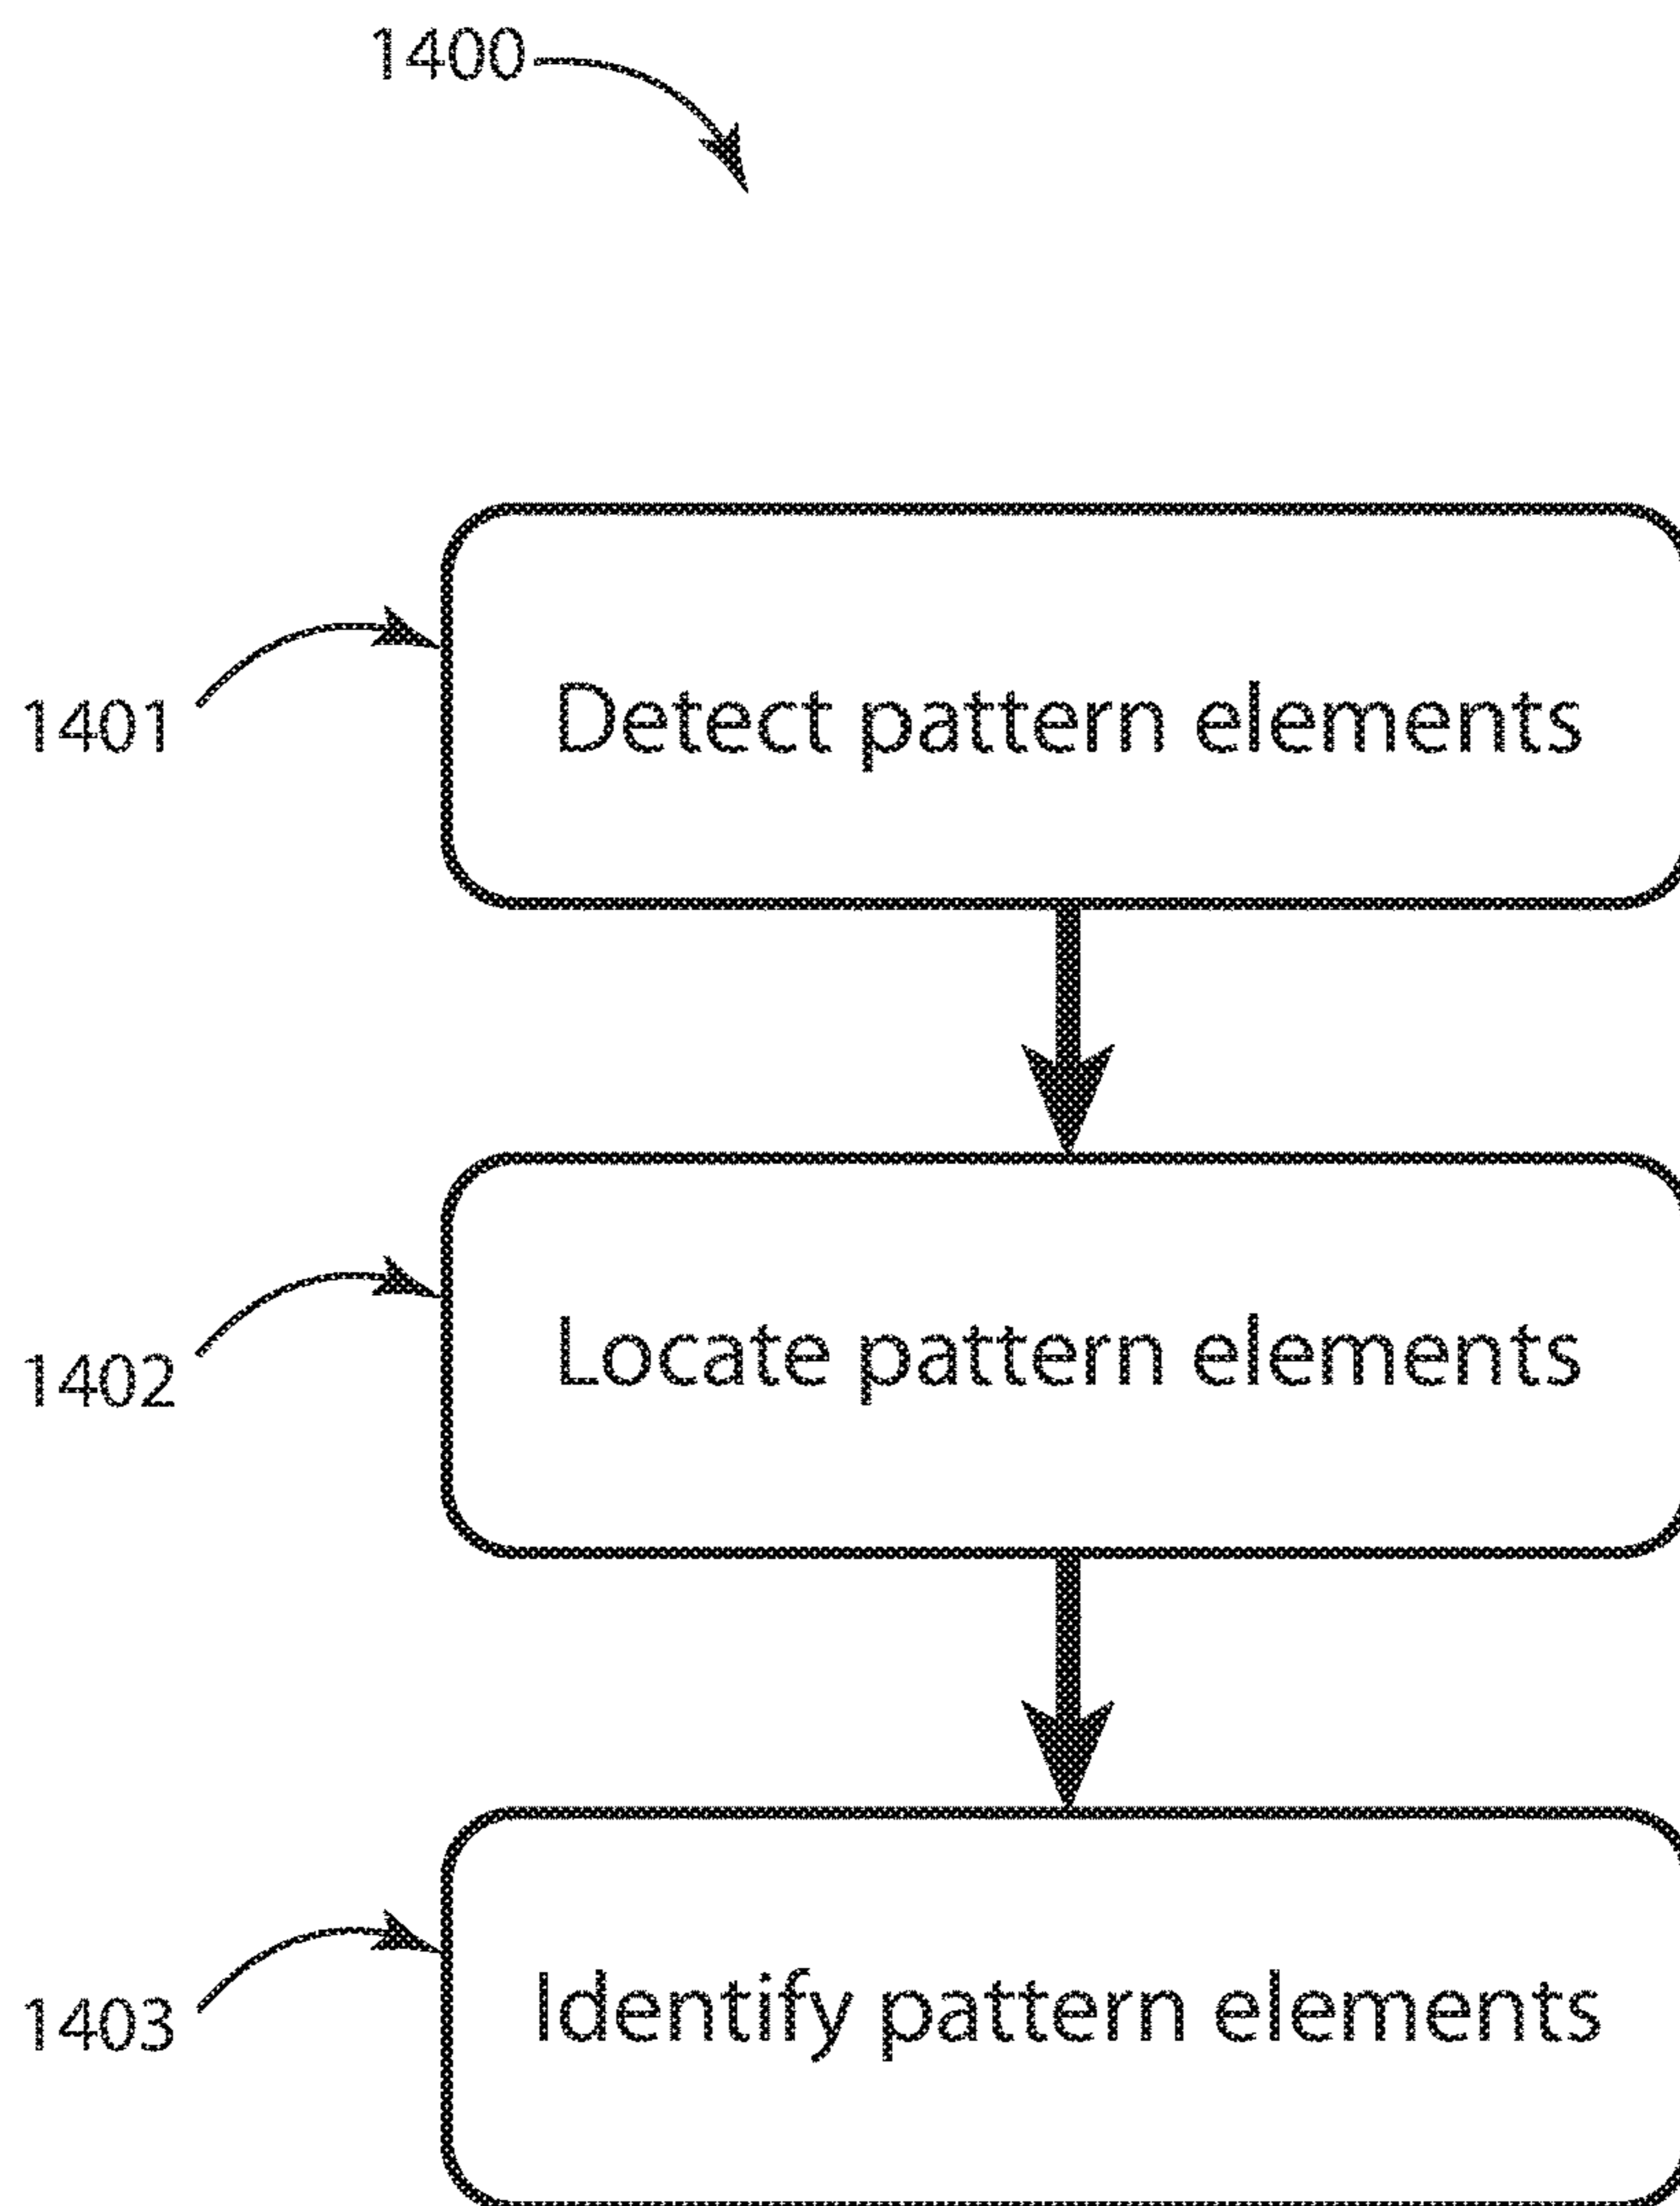 1400
1401
Detect pattern elements
1402
Locate pattern elements
1403
Identify pattern elements